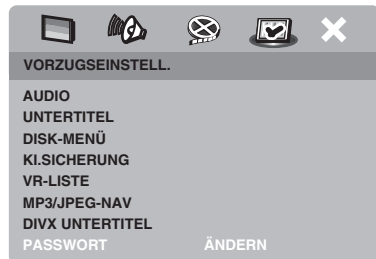 VORZUGSEINSTELL.
AUDIO
UNTERTITEL
DISK-MENÜ
KI.SICHERUNG
VR-LISTE
MP3/JPEG-NAV
DIVX UNTERTITEL
PASSWORT ÄNDERN